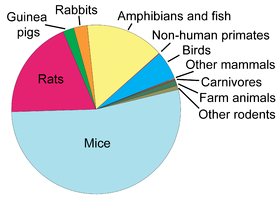 Rabbits
Amphibians and fish
Guinea
pigs
Non-human primates
Birds
Other mammals
Carnivores
Farm animals
Other rodents
Rats
Mice